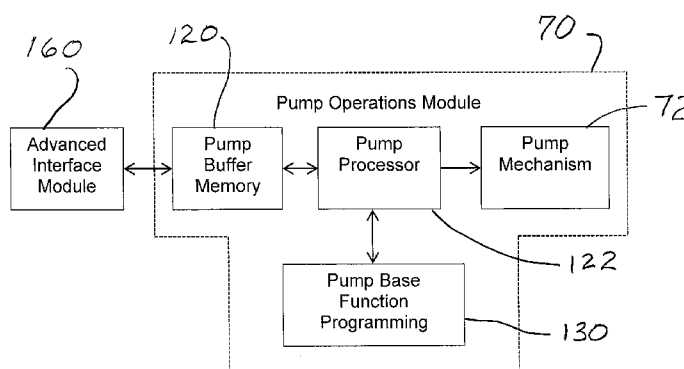 160
120
70
Pump Operations Module
72
Advanced
Interface
Module
Pump
Buffer
Memory
Pump
Processor
Pump
Mechanism
122
Pump Base
Function
Programming
130